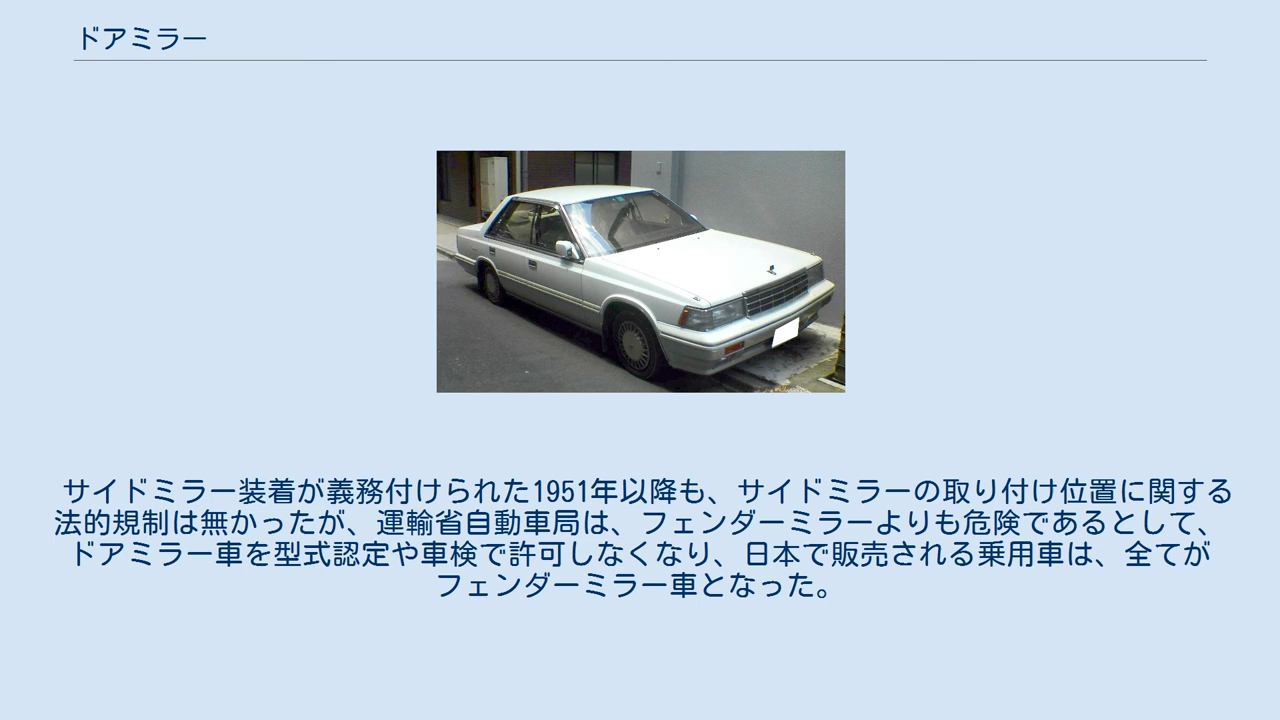 ドアミラー
サイドミラー装着が義務付けられた1951年以降も、サイドミラーの取り付け位置に関する
法的規制は無かったが、運輸省自動車局は、フェンダーミラーよりも危険であるとして、
ドアミラー車を型式認定や車検で許可しなくなり、日本で販売される乗用車は、全てが
フェンダーミラー車となった。